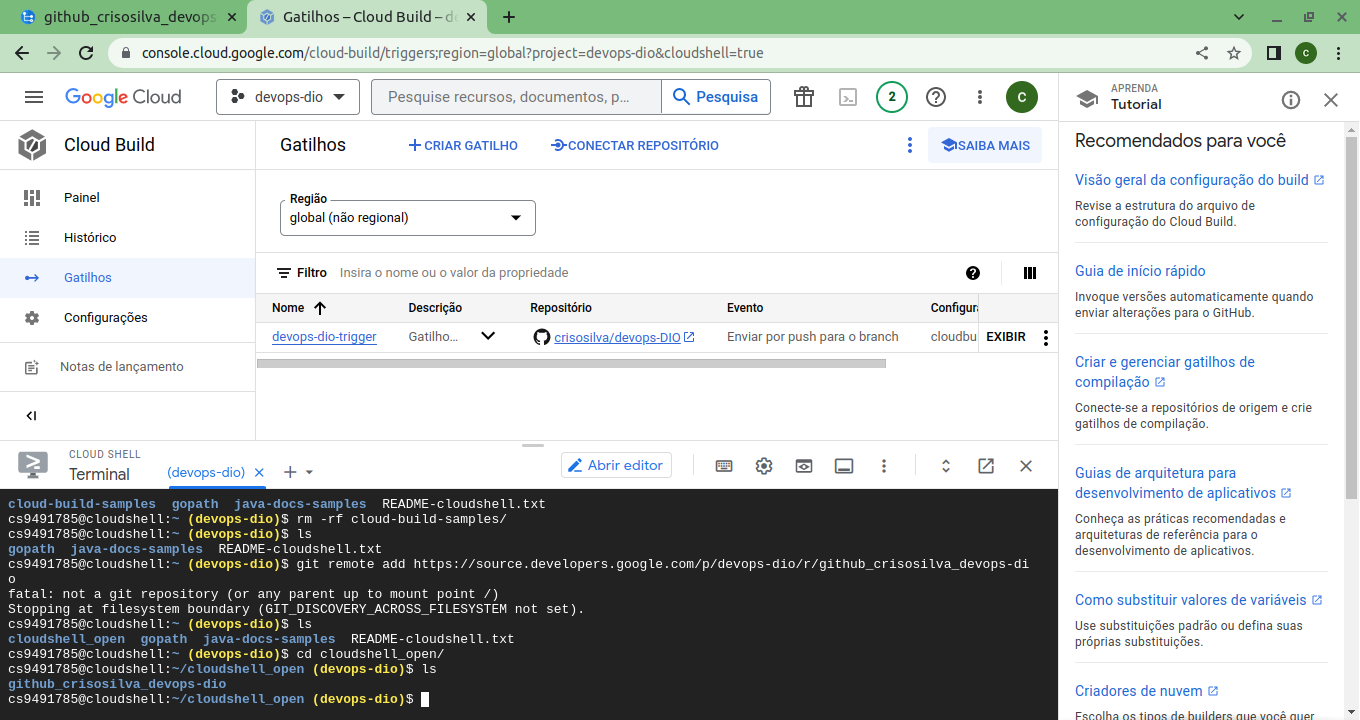 github_crisosilva_devops
Gatilhos – Cloud Build – de
console.cloud.google.com/cloud-build/triggers;region=global?project=devops-dio&cloudshell=true
C
Google Cloud
devops-dio
Pesquise recursos, documentos, p...
Pesquisa
2
C
APRENDA
Tutorial
Cloud Build
Gatilhos
CRIAR GATILHO
CONECTAR REPOSITÓRIO
SAIBA MAIS
Painel
Histórico
Gatilhos
Configurações
Notas de lançamento
Região
global (não regional)
Filtro
Insira o nome ou o valor da propriedade
Nome
Descrição
Repositório
Evento
Configura
devops-dio-trigger
Gatilho...
crisosilva/devops-DIO
Enviar por push para o branch
cloudbu
EXIBIR
Recomendados para você
Visão geral da configuração do build
Revise a estrutura do arquivo de
configuração do Cloud Build.
Guia de início rápido
Invoque versões automaticamente quando
enviar alterações para o GitHub.
Criar e gerenciar gatilhos de
compilação
Conecte-se a repositórios de origem e crie
gatilhos de compilação.
Guias de arquitetura para
desenvolvimento de aplicativos
Conheça as práticas recomendadas e
arquiteturas de referência para o
desenvolvimento de aplicativos.
Como substituir valores de variáveis
Use substituições padrão ou defina suas
próprias substituições.
Criadores de nuvem
Escolha os tipos de builders que você quer
CLOUD SHELL
Terminal
(devops-dio)
Abrir editor
cloud-build-samples  gopath  java-docs-samples  README-cloudshell.txt
cs9491785@cloudshell:~ (devops-dio)$ rm -rf cloud-build-samples/
cs9491785@cloudshell:~ (devops-dio)$ ls
gopath  java-docs-samples  README-cloudshell.txt
cs9491785@cloudshell:~ (devops-dio)$ git remote add https://source.developers.google.com/p/devops-dio/r/github_crisosilva_devops-di
o
fatal: not a git repository (or any parent up to mount point /)
Stopping at filesystem boundary (GIT_DISCOVERY_ACROSS_FILESYSTEM not set).
cs9491785@cloudshell:~ (devops-dio)$ ls
cloudshell_open  gopath  java-docs-samples  README-cloudshell.txt
cs9491785@cloudshell:~ (devops-dio)$ cd cloudshell_open/
cs9491785@cloudshell:~/cloudshell_open (devops-dio)$ ls
github_crisosilva_devops-dio
cs9491785@cloudshell:~/cloudshell_open (devops-dio)$